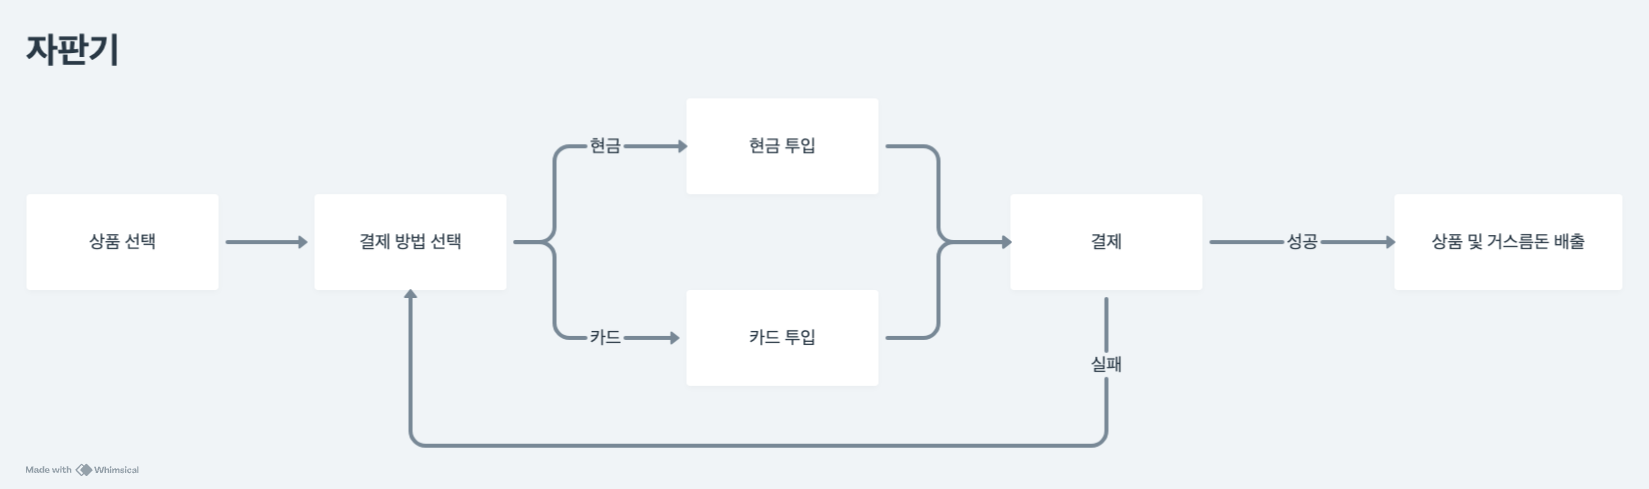 자판기
상품 선택
결제 방법 선택
현금
현금 투입
카드
카드 투입
결제
성공
상품 및 거스름돈 배출
실패
Made with Whimsical